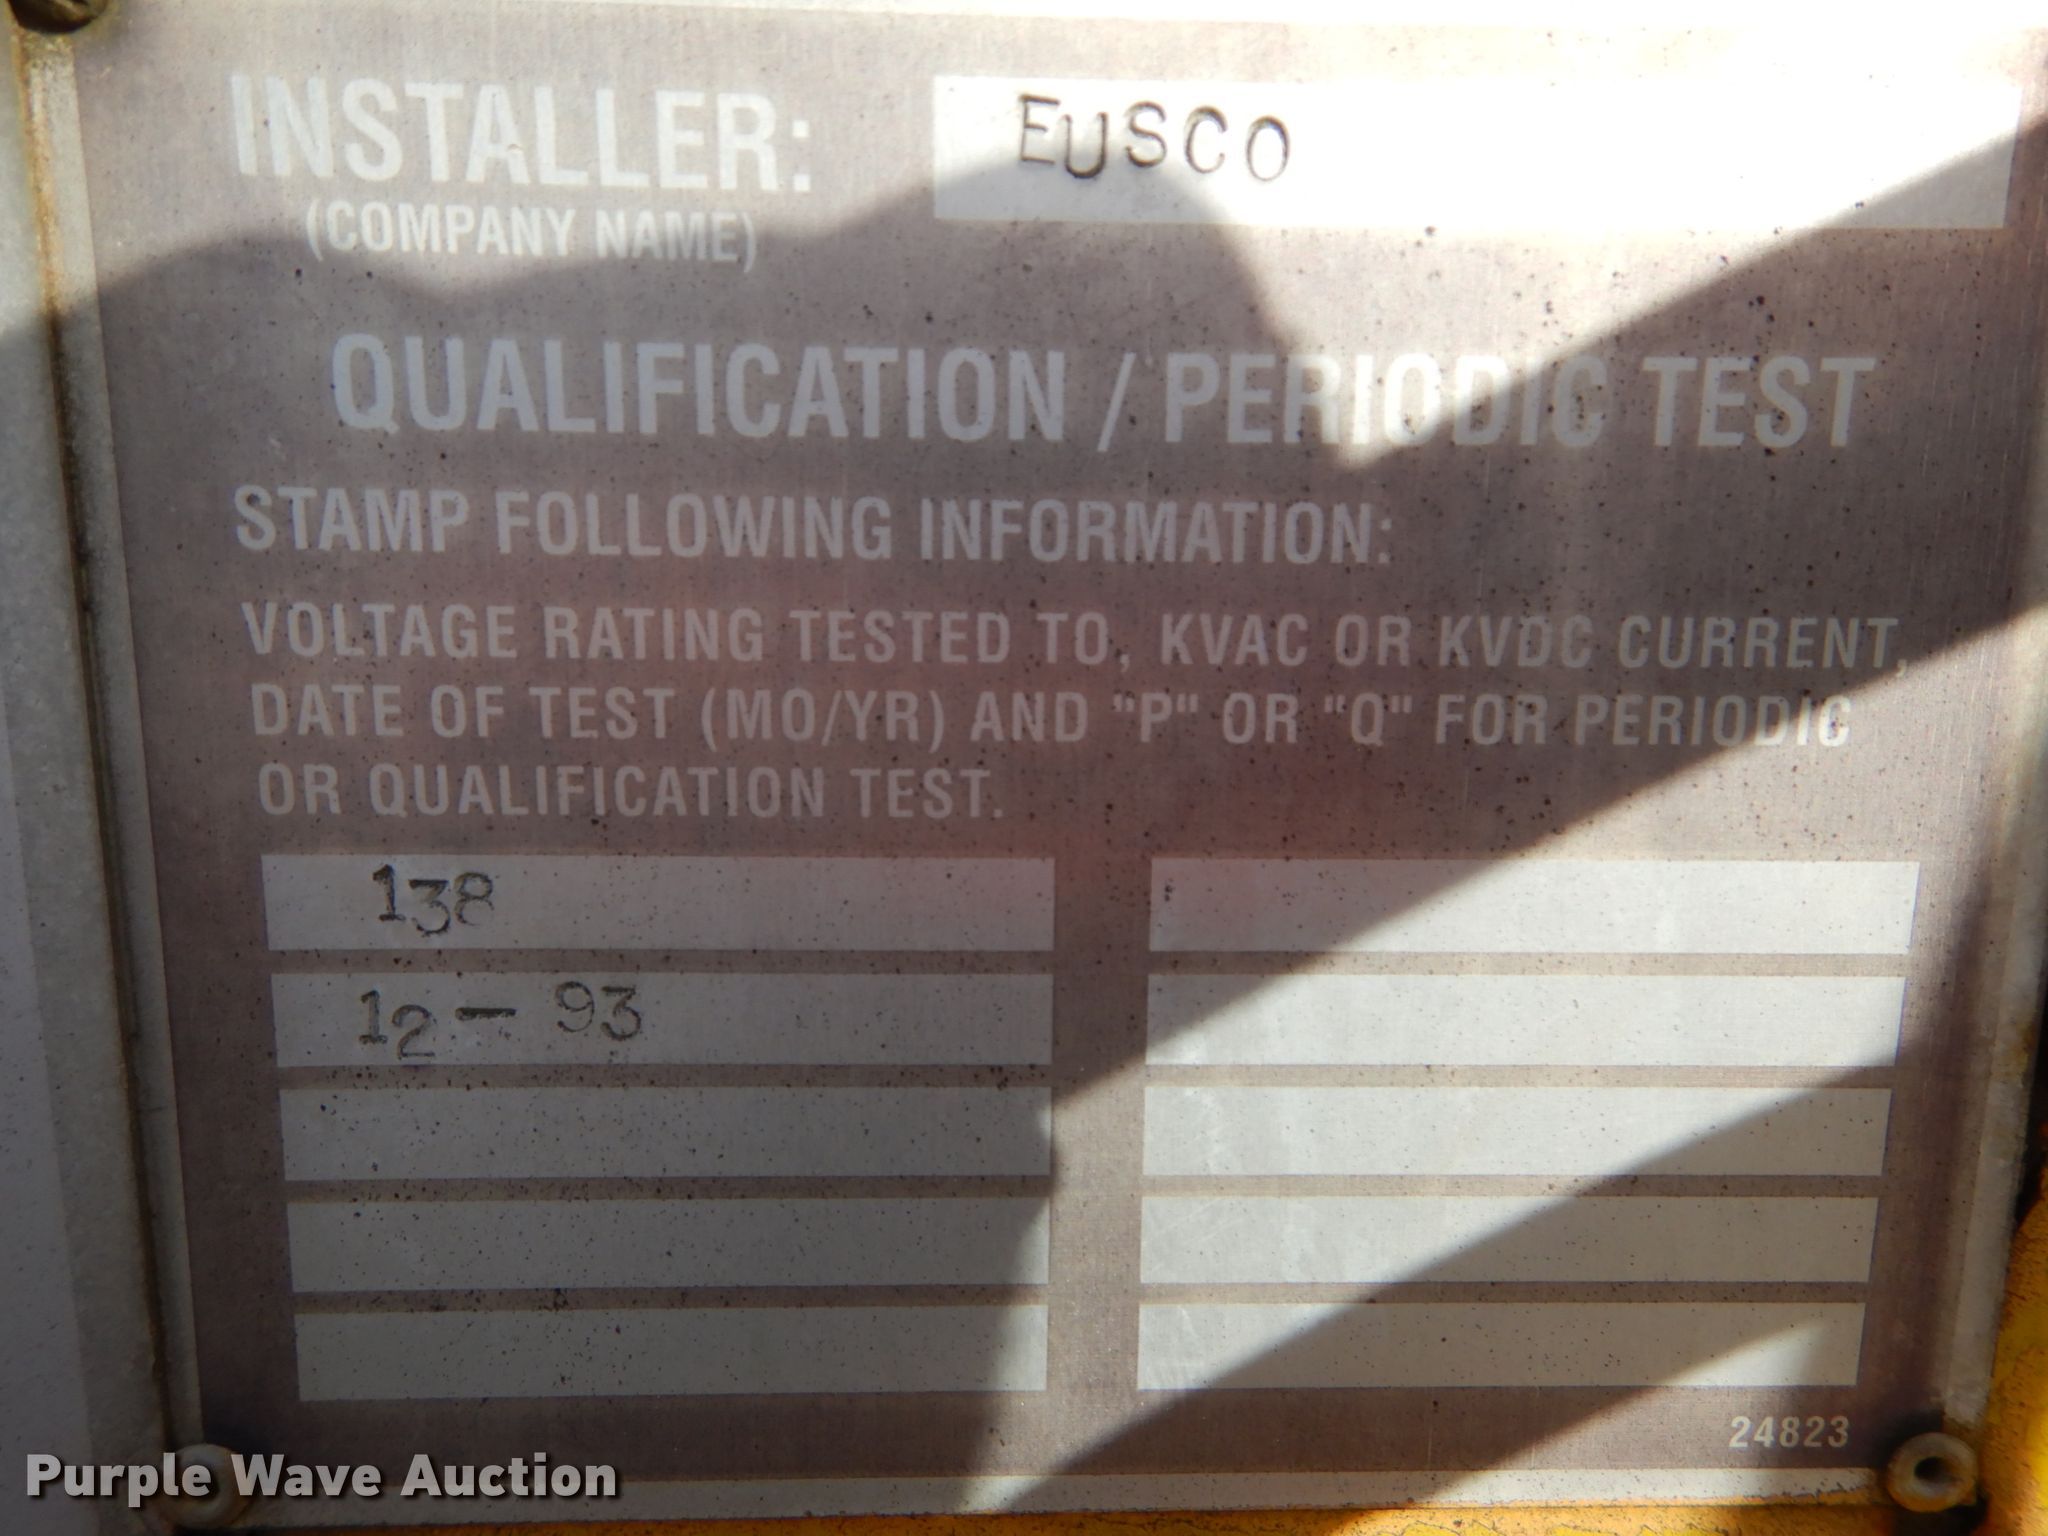 INSTALLER: EUSCO
(COMPANY NAME)
QUALIFICATION / PERIODIC TEST
STAMP FOLLOWING INFORMATION:
VOLTAGE RATING TESTED TO, KVAC OR KVDC CURRENT,
DATE OF TEST (MO/YR) AND "P" OR "Q" FOR PERIODIC
OR QUALIFICATION TEST.
138
12-93
24823
Purple Wave Auction